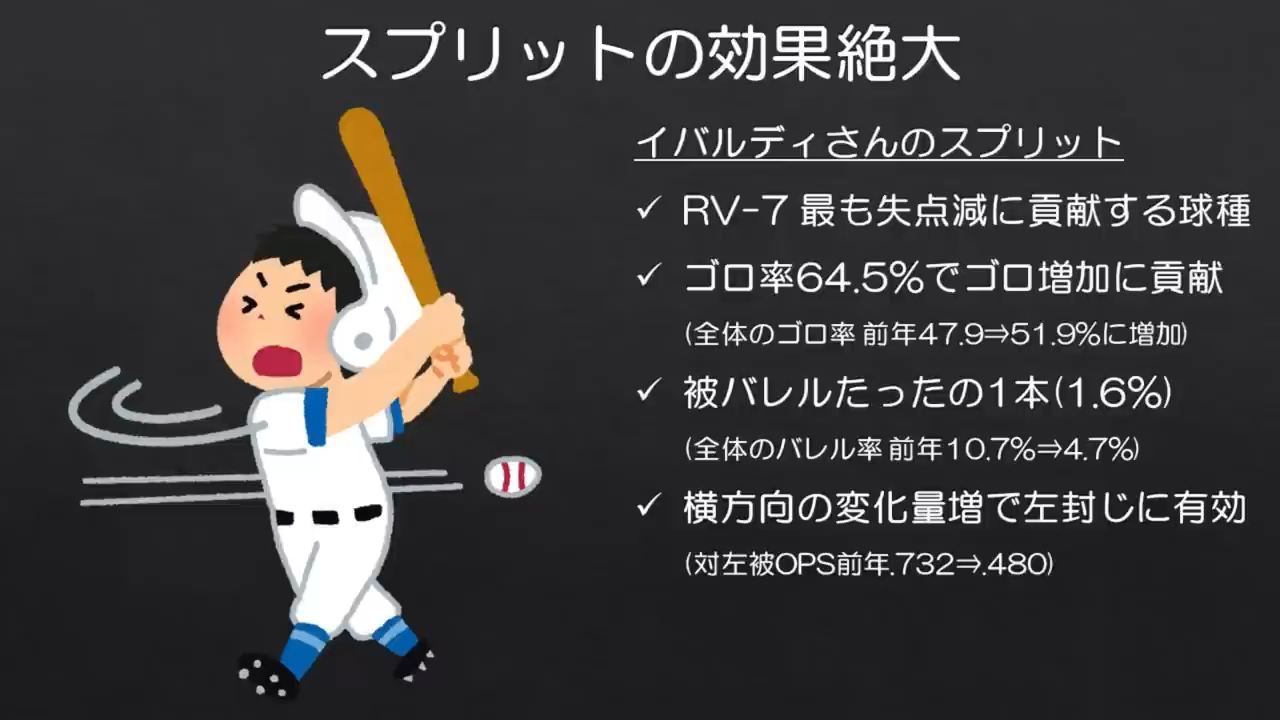 スプリットの効果絶大
イバルディさんのスプリット
✓ RV-7 最も失点減に貢献する球種
✓ ゴロ率64.5%でゴロ増加に貢献
(全体のゴロ率 前年47.9⇒51.9%に増加)
✓ 被バレルたったの1本(1.6%)
(全体のバレル率 前年10.7%⇒4.7%)
✓ 横方向の変化量増で左封じに有効
(対左被OPS前年.732⇒.480)